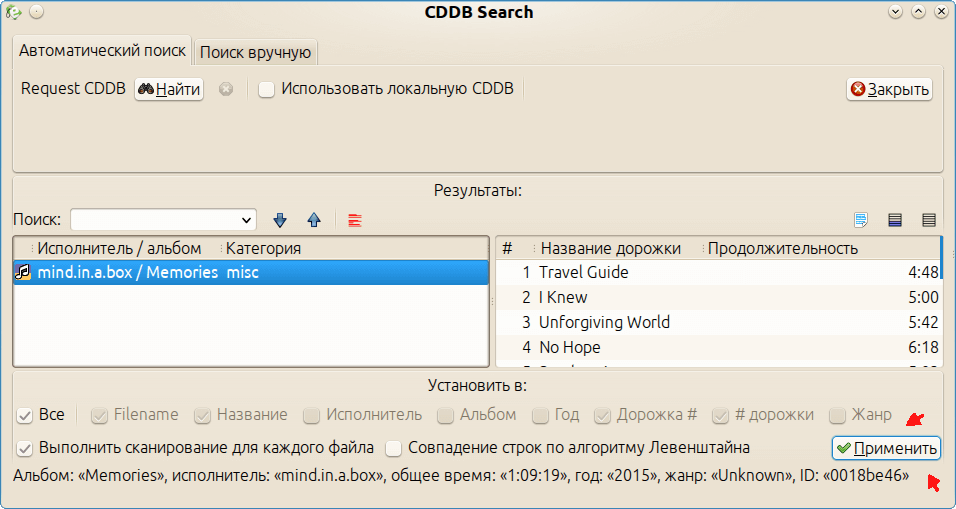 CDDB Search
Автоматический поиск Поиск вручную
Request CDDB Найти Использовать локальную CDDB Закрыть
Результаты:
Поиск:
Исполнитель / альбом Категория
mind.in.a.box / Memories misc
# Название дорожки Продолжительность
1 Travel Guide 4:48
2 I Knew 5:00
3 Unforgiving World 5:42
4 No Hope 6:18
Установить в:
Все Filename Название Исполнитель Альбом Год Дорожка # # дорожки Жанр
Выполнить сканирование для каждого файла Совпадение строк по алгоритму Левенштайна Применить
Альбом: «Memories», исполнитель: «mind.in.a.box», общее время: «1:09:19», год: «2015», жанр: «Unknown», ID: «0018be46»